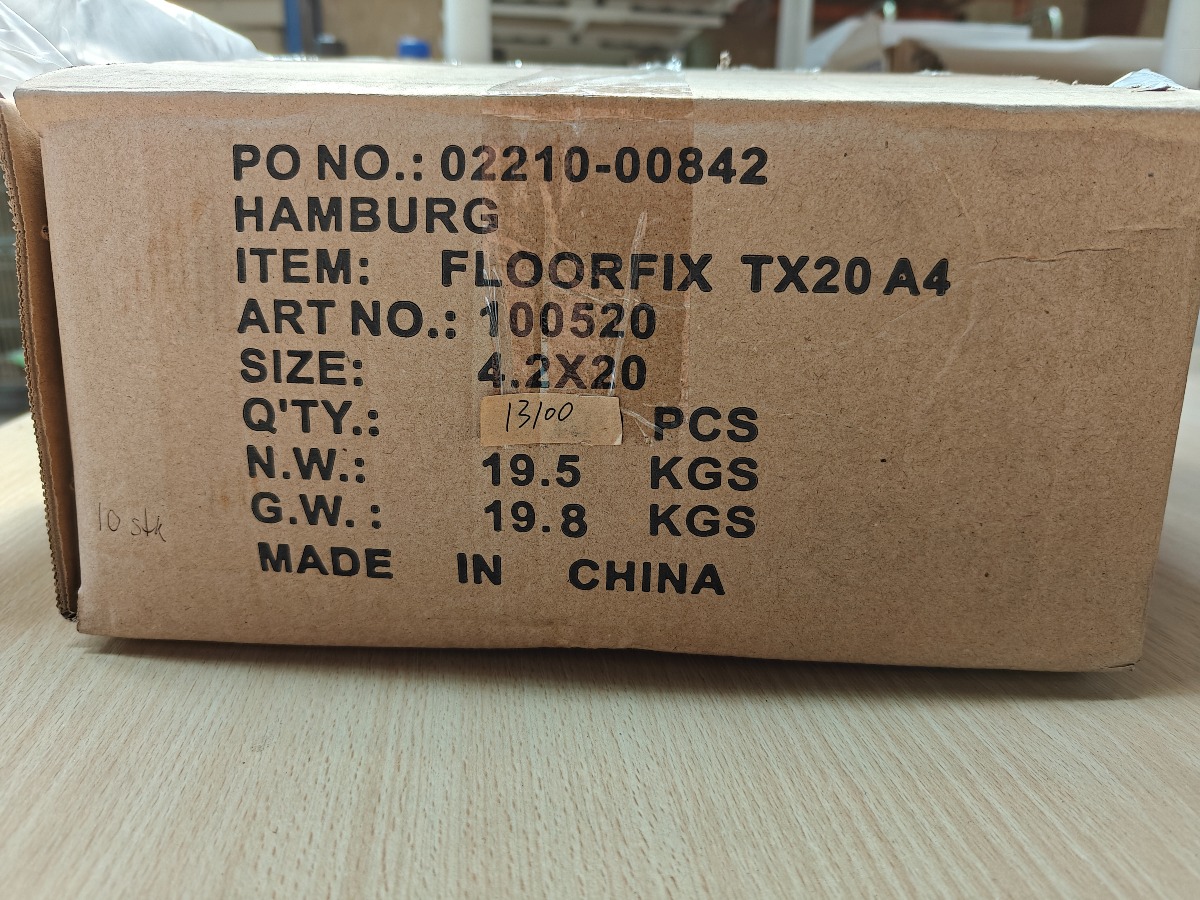 PO NO.: 02210-00842
HAMBURG
ITEM: FLOORFIX TX20 A4
ART NO.: 100520
SIZE: 4.2X20
Q'TY.: 13100 PCS
N.W.: 19.5 KGS
G.W.: 19.8 KGS
MADE IN CHINA
10 stk